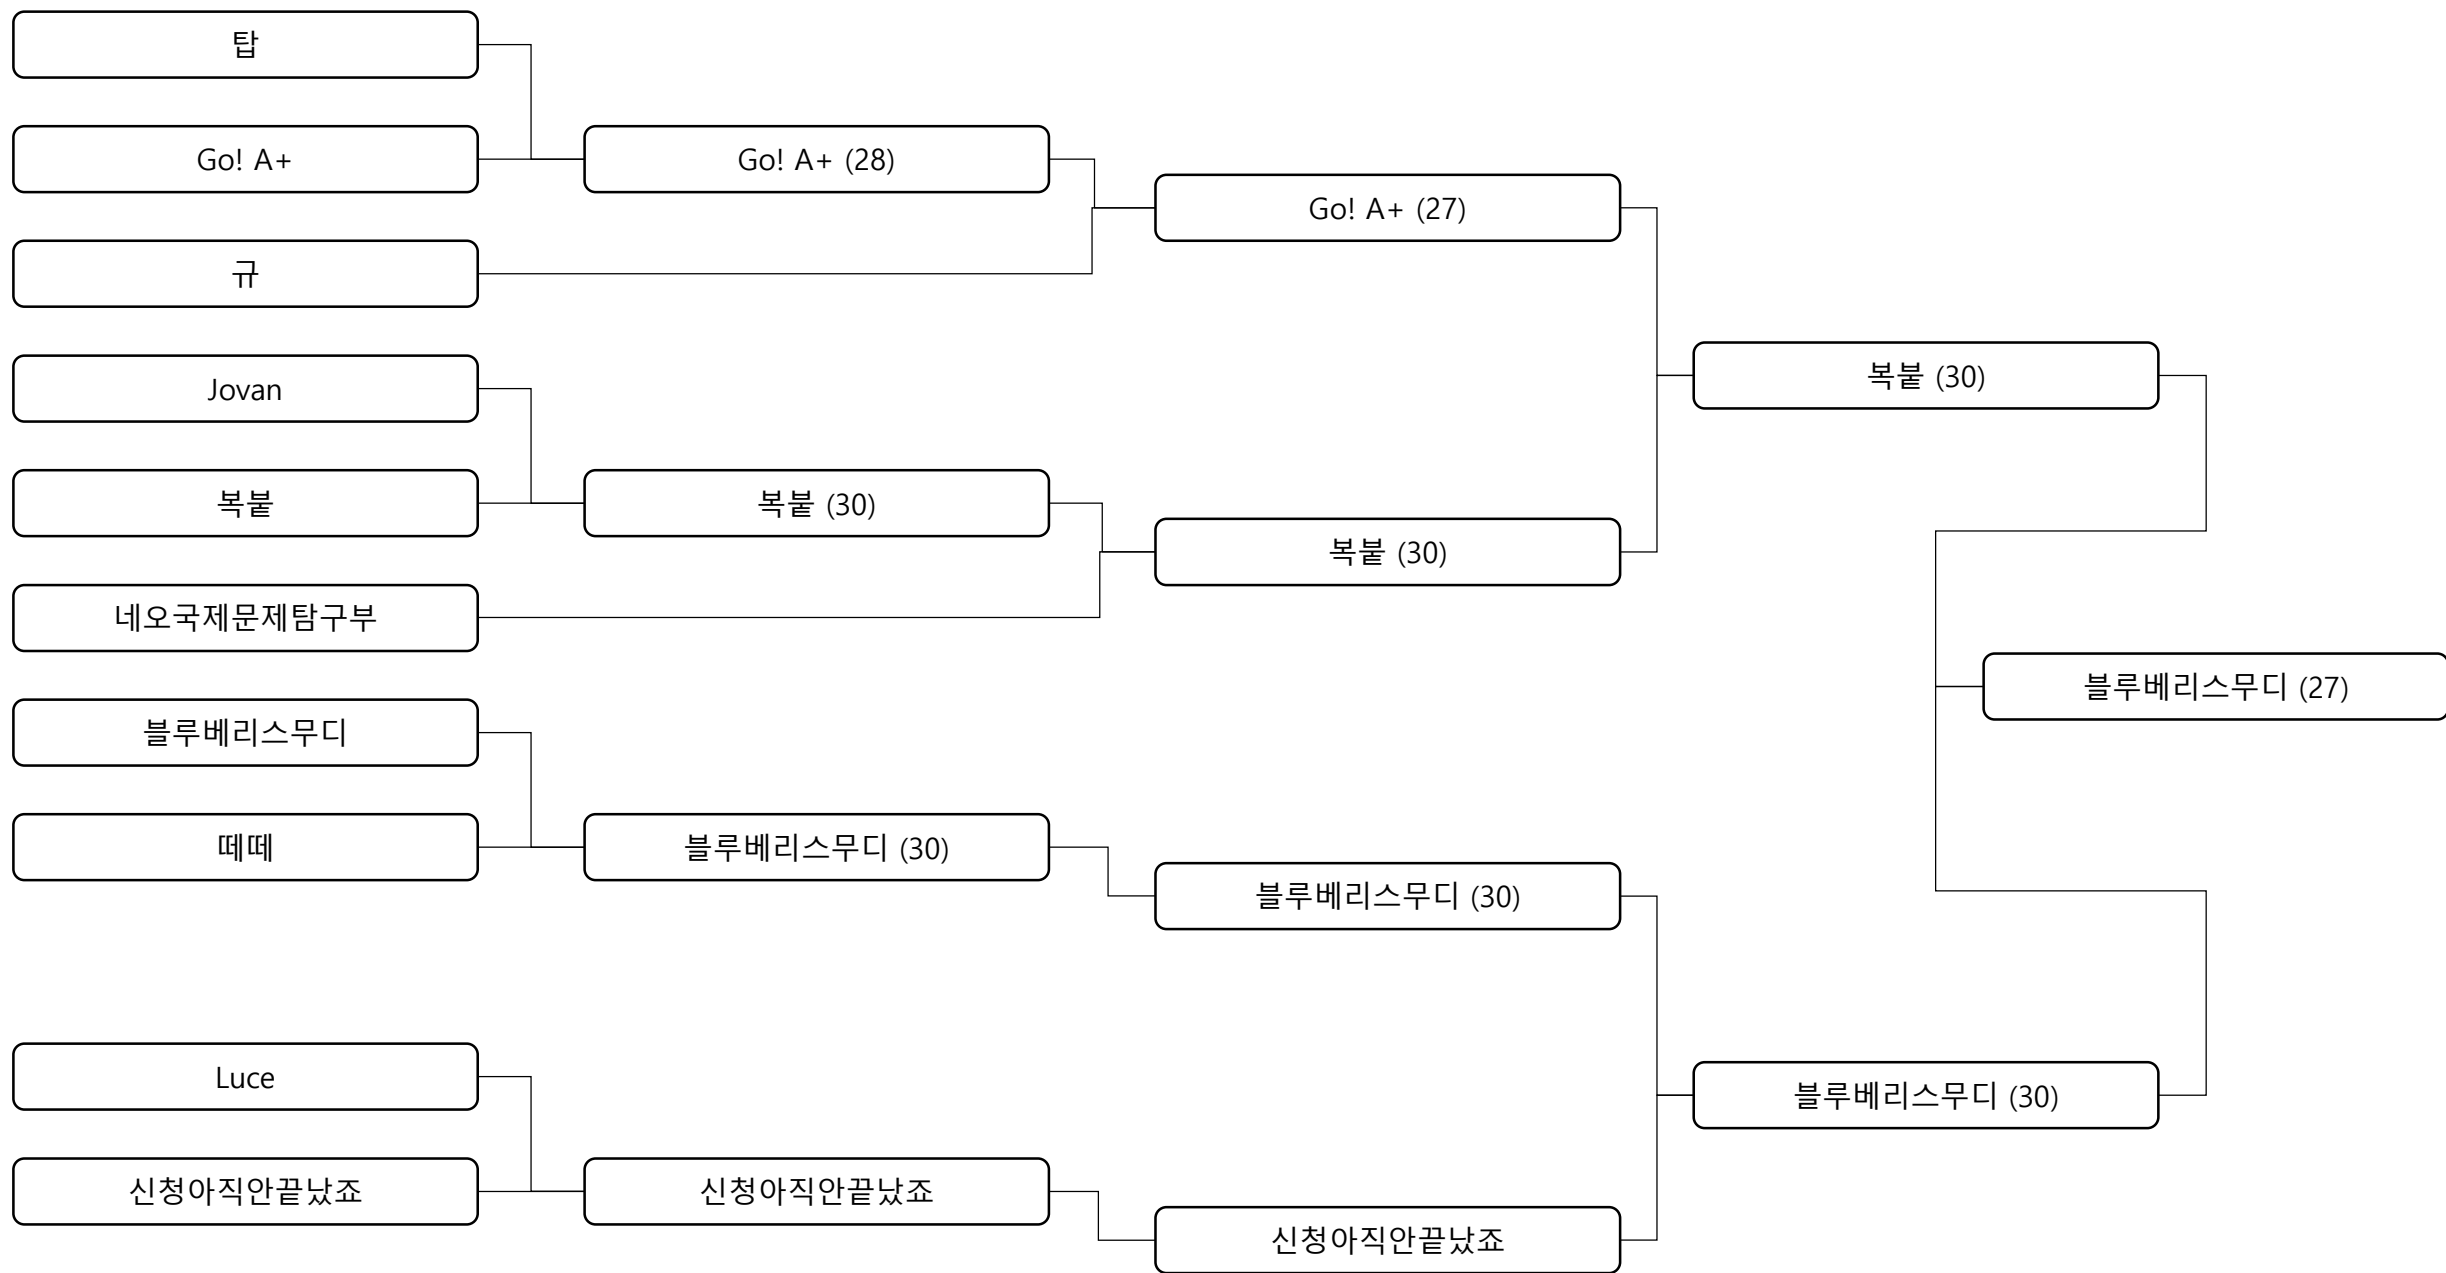 탑
Go! A+
규
Jovan
복붙
네오국제문제탐구부
블루베리스무디
떼떼
Luce
신청아직안끝났죠
Go! A+ (28)
복붙 (30)
블루베리스무디 (30)
신청아직안끝났죠
Go! A+ (27)
복붙 (30)
블루베리스무디 (30)
신청아직안끝났죠
복붙 (30)
블루베리스무디 (30)
블루베리스무디 (27)